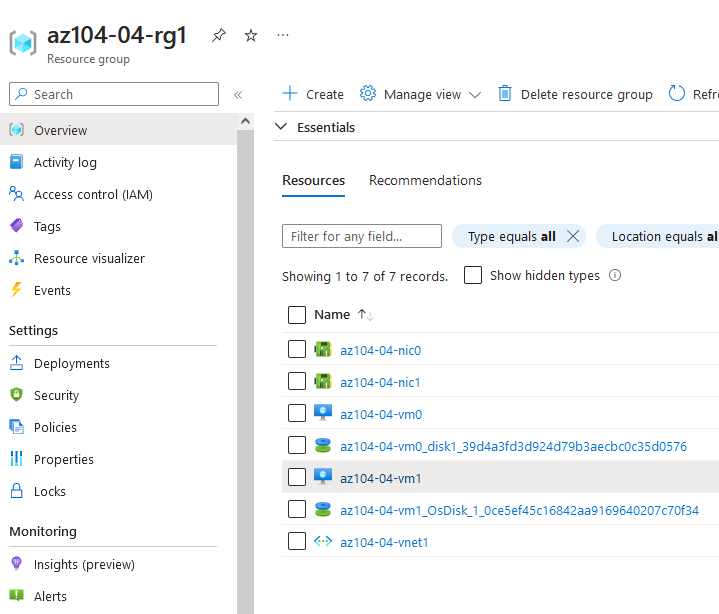 az104-04-rg1
Resource group
Search
Overview
Activity log
Access control (IAM)
Tags
Resource visualizer
Events
Settings
Deployments
Security
Policies
Properties
Locks
Monitoring
Insights (preview)
Alerts
Create
Manage view
Delete resource group
Refr
Essentials
Resources
Recommendations
Filter for any field...
Type equals all
Location equals al
Showing 1 to 7 of 7 records.
Show hidden types
Name
az104-04-nic0
az104-04-nic1
az104-04-vm0
az104-04-vm0_disk1_39d4a3fd3d924d79b3aecbc0c35d0576
az104-04-vm1
az104-04-vm1_OsDisk_1_0ce5ef45c16842aa9169640207c70f34
az104-04-vnet1